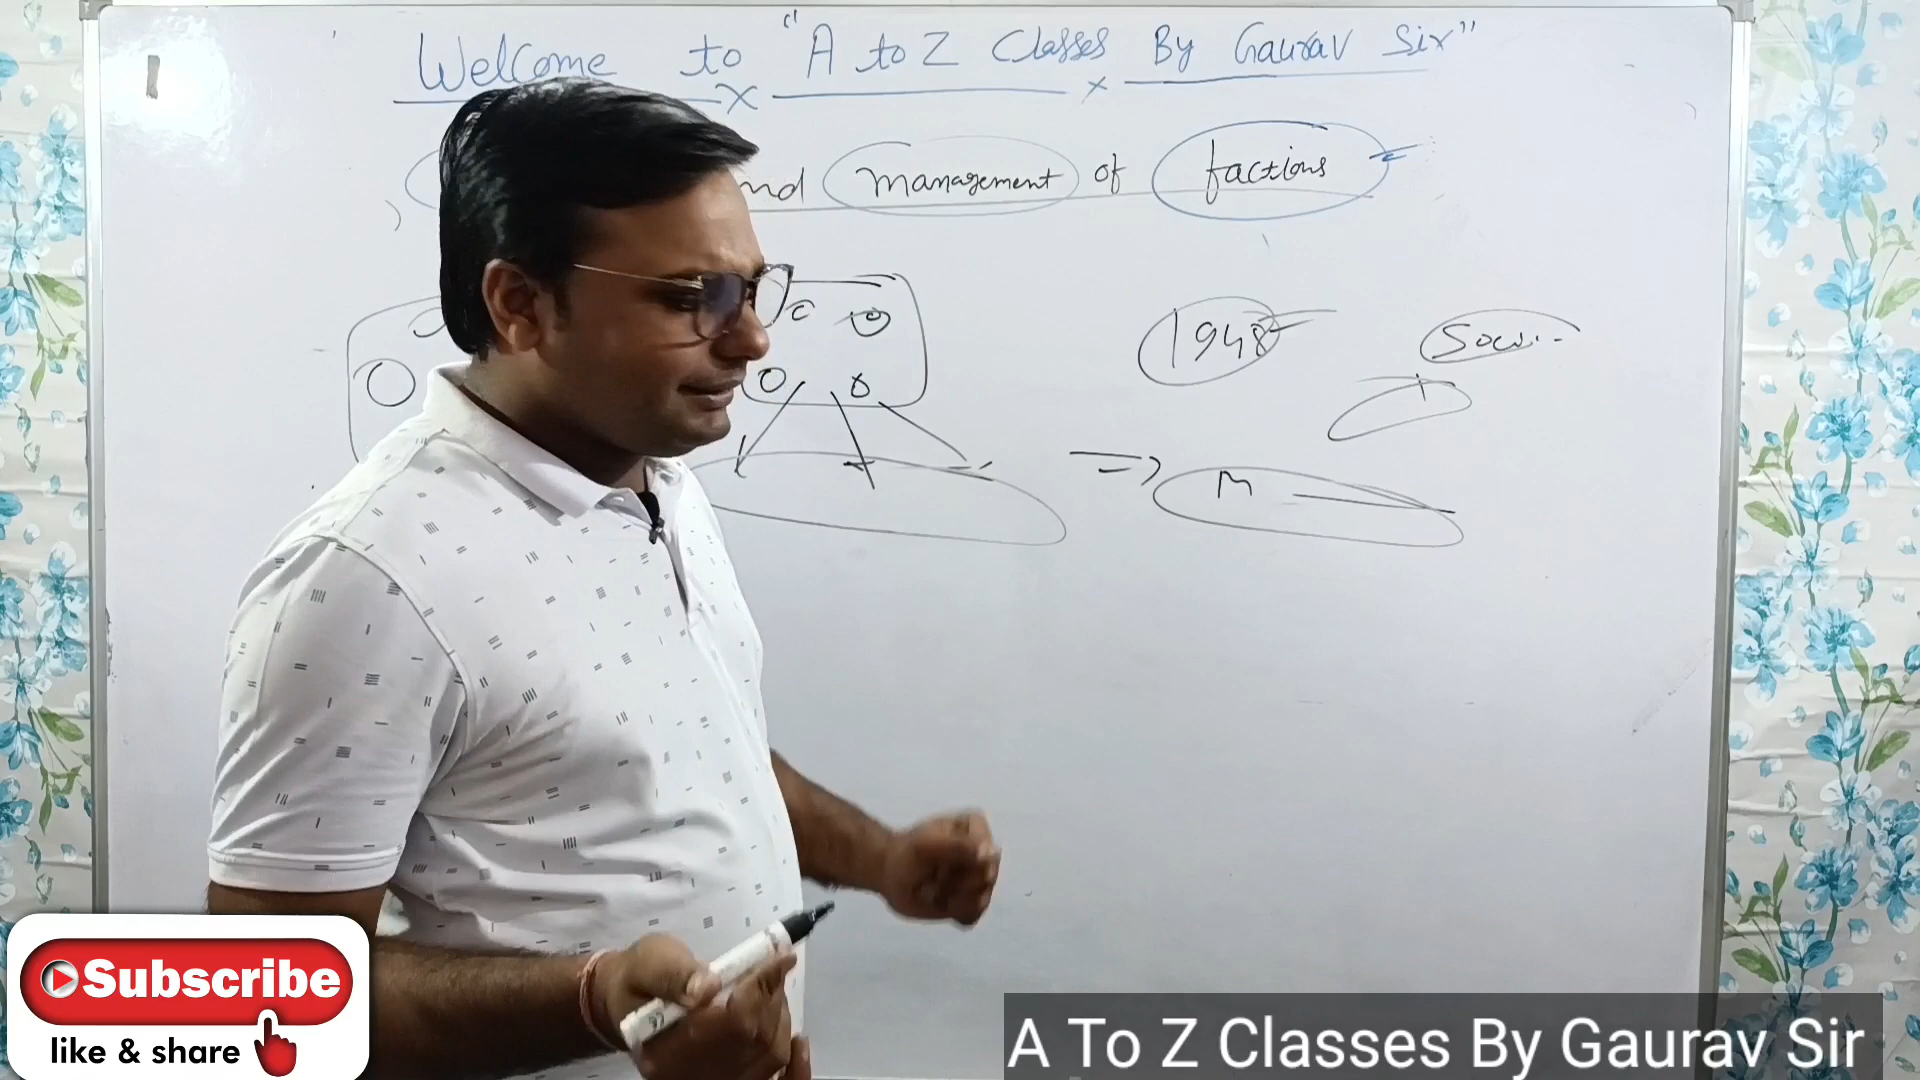 Welcome to "A to Z Classes By Gaurav Sir"
nd management of factions
1948
M
Subscribe
like & share
A To Z Classes By Gaurav Sir